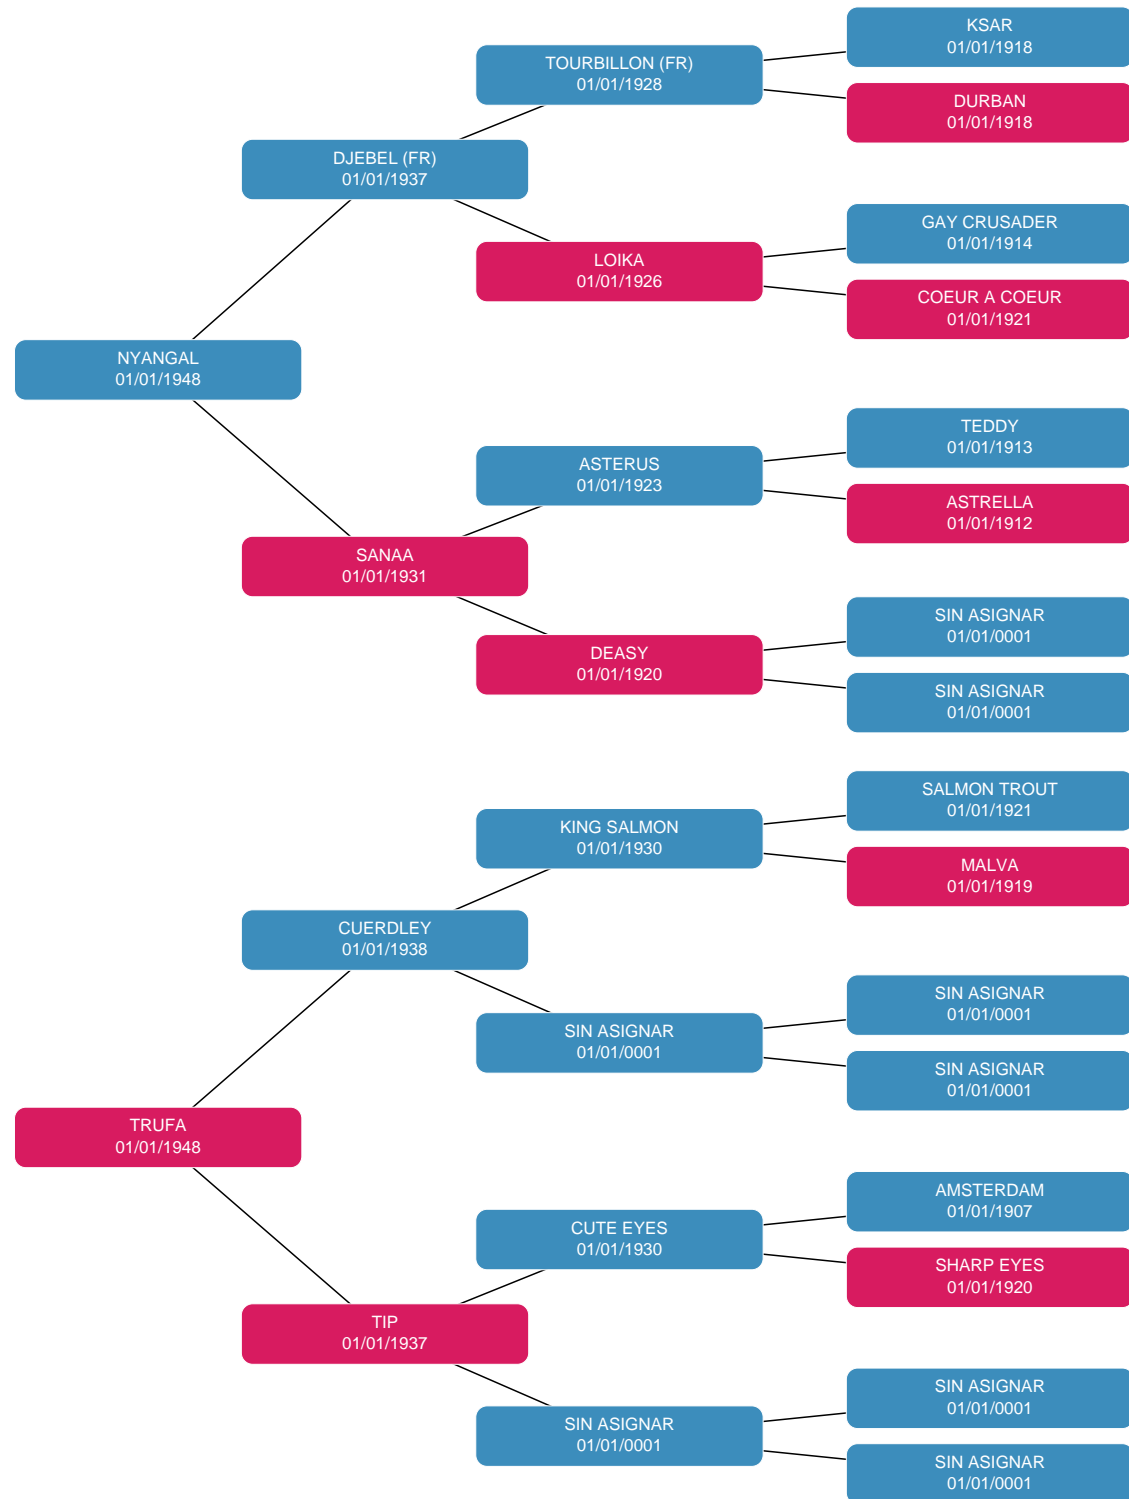 KSAR
01/01/1918
TOURBILLON (FR)
01/01/1928
DURBAN
01/01/1918
DJEBEL (FR)
01/01/1937
GAY CRUSADER
01/01/1914
LOIKA
01/01/1926
COEUR A COEUR
01/01/1921
NYANGAL
01/01/1948
TEDDY
01/01/1913
ASTERUS
01/01/1923
ASTRELLA
01/01/1912
SANAA
01/01/1931
SIN ASIGNAR
01/01/0001
DEASY
01/01/1920
SIN ASIGNAR
01/01/0001
SALMON TROUT
01/01/1921
KING SALMON
01/01/1930
MALVA
01/01/1919
CUERDLEY
01/01/1938
SIN ASIGNAR
01/01/0001
SIN ASIGNAR
01/01/0001
SIN ASIGNAR
01/01/0001
TRUFA
01/01/1948
AMSTERDAM
01/01/1907
CUTE EYES
01/01/1930
SHARP EYES
01/01/1920
TIP
01/01/1937
SIN ASIGNAR
01/01/0001
SIN ASIGNAR
01/01/0001
SIN ASIGNAR
01/01/0001